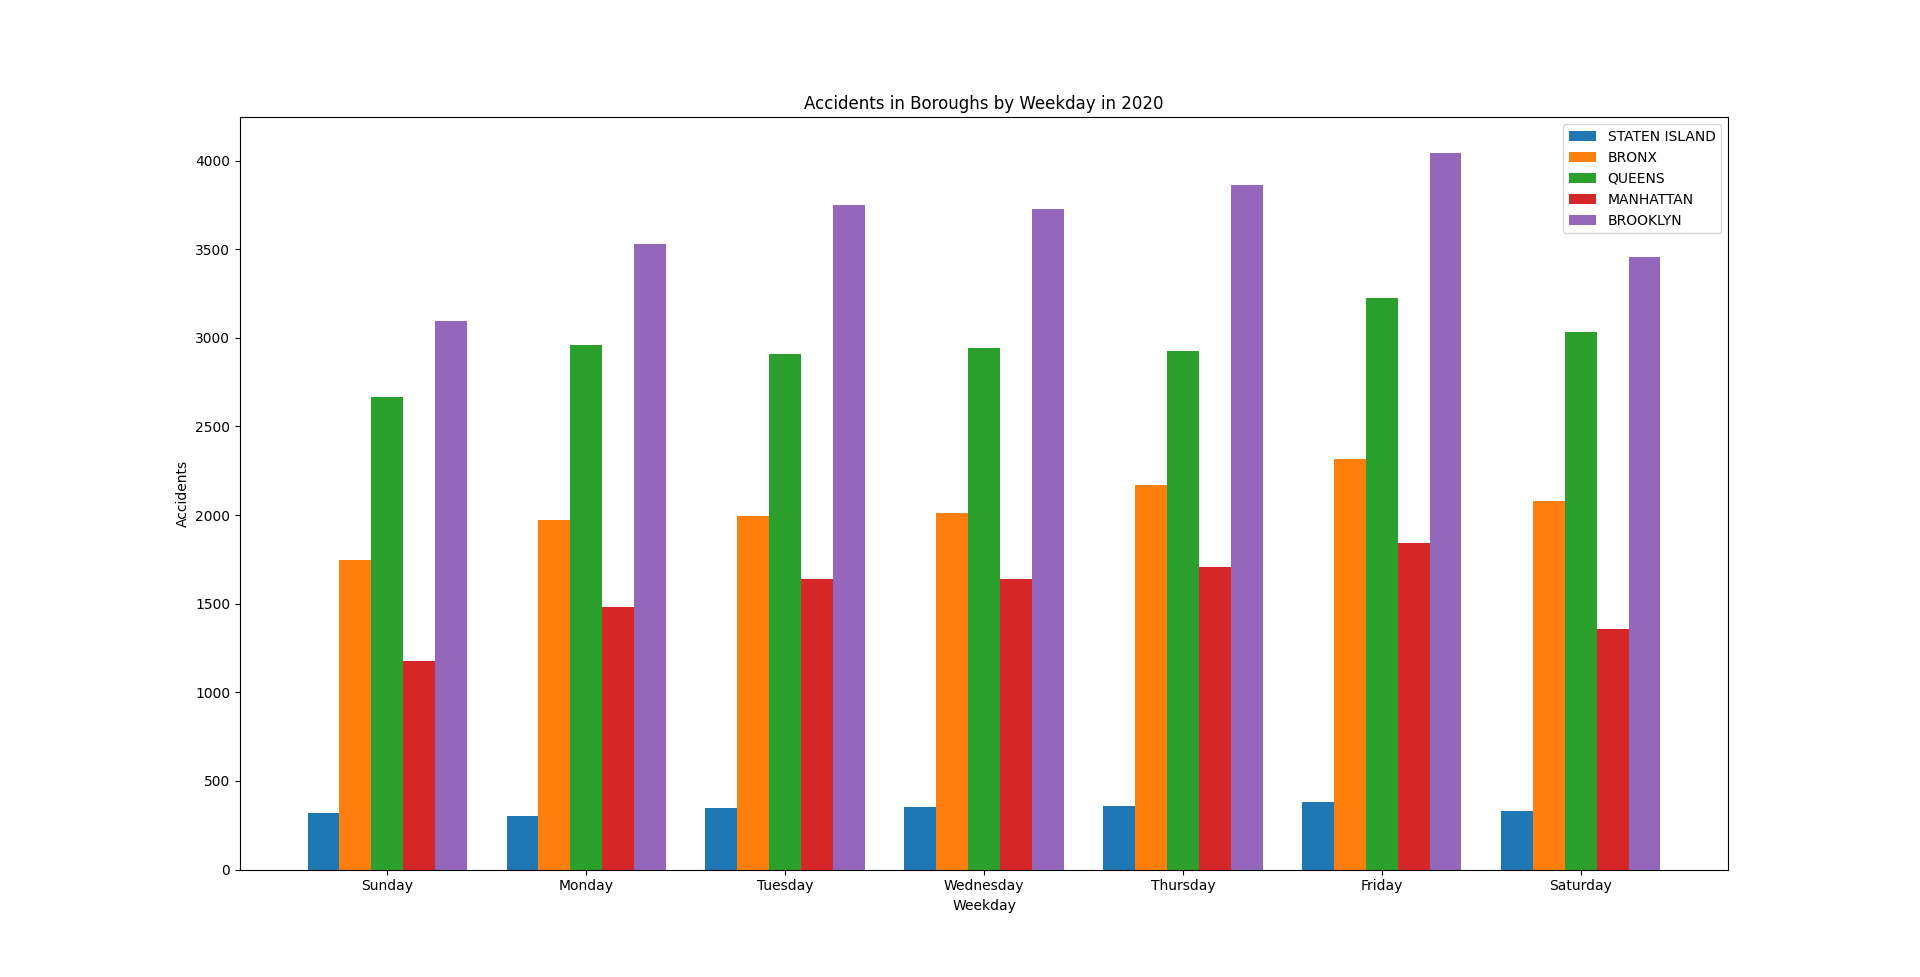 Accidents in Boroughs by Weekday in 2020
STATEN ISLAND
BRONX
QUEENS
MANHATTAN
BROOKLYN
4000
3500
3000
2500
2000
1500
1000
500
0
Accidents
Sunday Monday Tuesday Wednesday Thursday Friday Saturday
Weekday